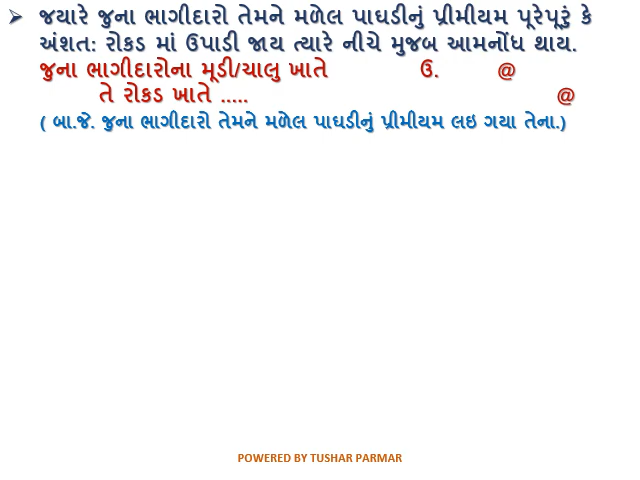 ➢ જયારે જુના ભાગીદારો તેમને મળેલ પાઘડીનું પ્રીમીયમ પૂરેપૂરું કે
અંશત: રોકડ માં ઉપાડી જાય ત્યારે નીચે મુજબ આમનોંધ થાય.
જુના ભાગીદારોના મૂડી/ચાલુ ખાતે ઉ. @
તે રોકડ ખાતે ..... @
( બા.જે. જુના ભાગીદારો તેમને મળેલ પાઘડીનું પ્રીમીયમ લઇ ગયા તેના.)
POWERED BY TUSHAR PARMAR